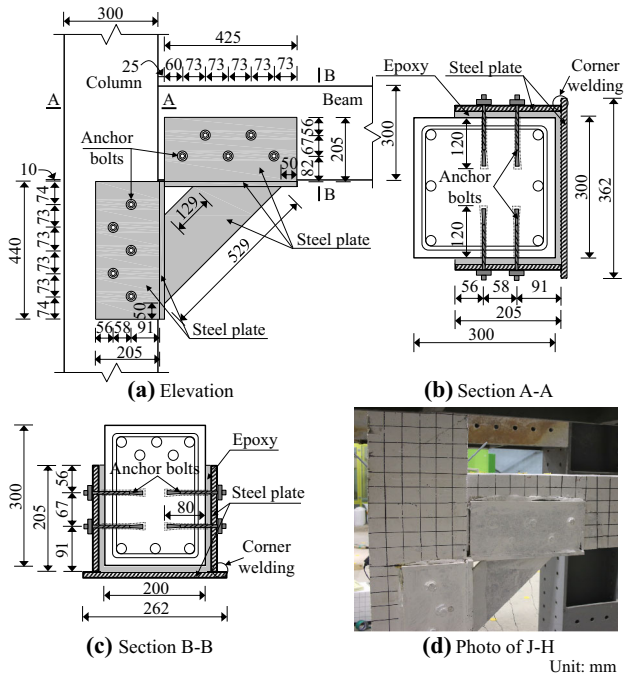 300
425
25
60 73 73 73 73 73
Column
A A
B
Beam
Anchor
bolts
56
67
82
205
300
50
B
10
74
73
73
73
73
74
440
129
529
Steel plate
50
Steel plate
56 58 91
205
(a) Elevation
Epoxy
Steel plate
Corner
welding
120
Anchor
bolts
120
300
362
56 58 91
205
300
(b) Section A-A
Epoxy
Anchor bolts
Steel plate
300
205
56
67
91
80
Corner
welding
200
262
(c) Section B-B
(d) Photo of J-H
Unit: mm